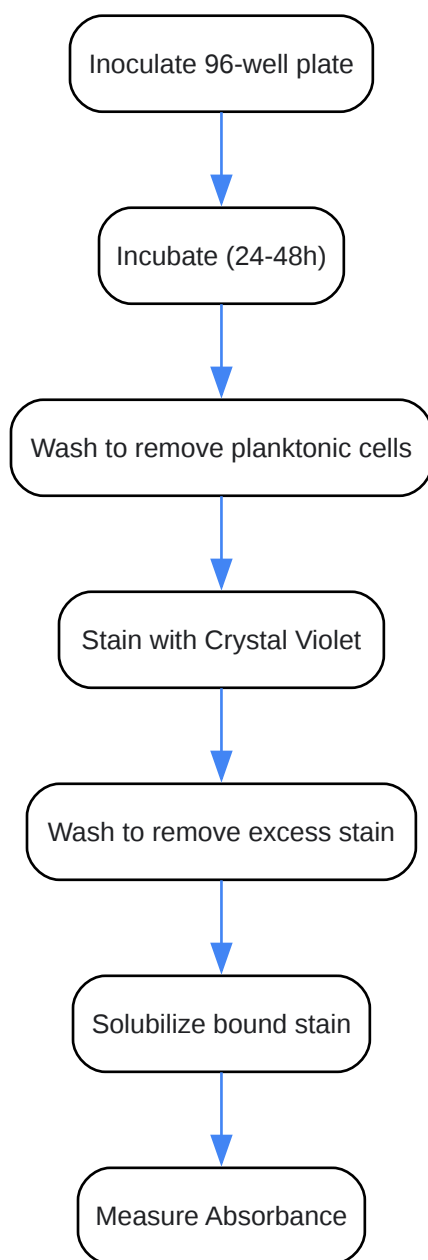 Inoculate 96-well plate
Incubate (24-48h)
Wash to remove planktonic cells
Stain with Crystal Violet
Wash to remove excess stain
Solubilize bound stain
Measure Absorbance